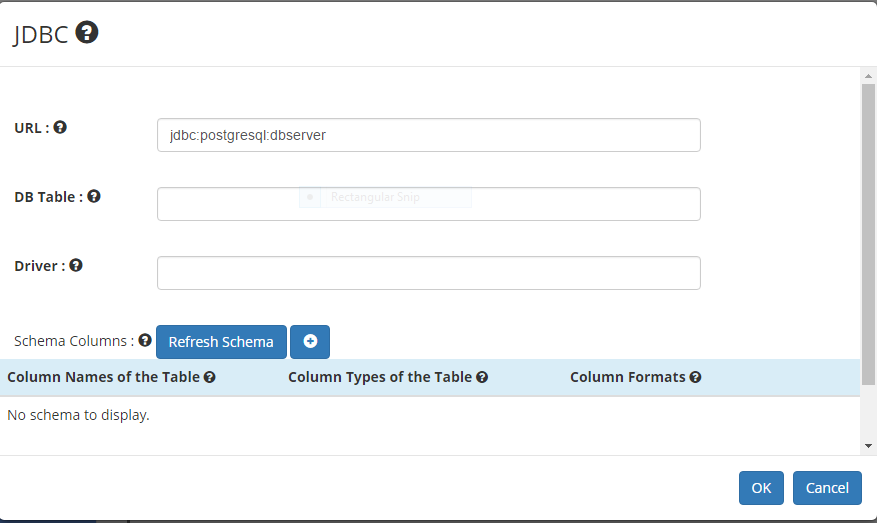 JDBC ?
URL : ?
jdbc:postgresql:dbserver
DB Table : ?
Rectangular Snip
Driver : ?
Schema Columns : ? Refresh Schema +
Column Names of the Table ? Column Types of the Table ? Column Formats ?
No schema to display.
OK Cancel